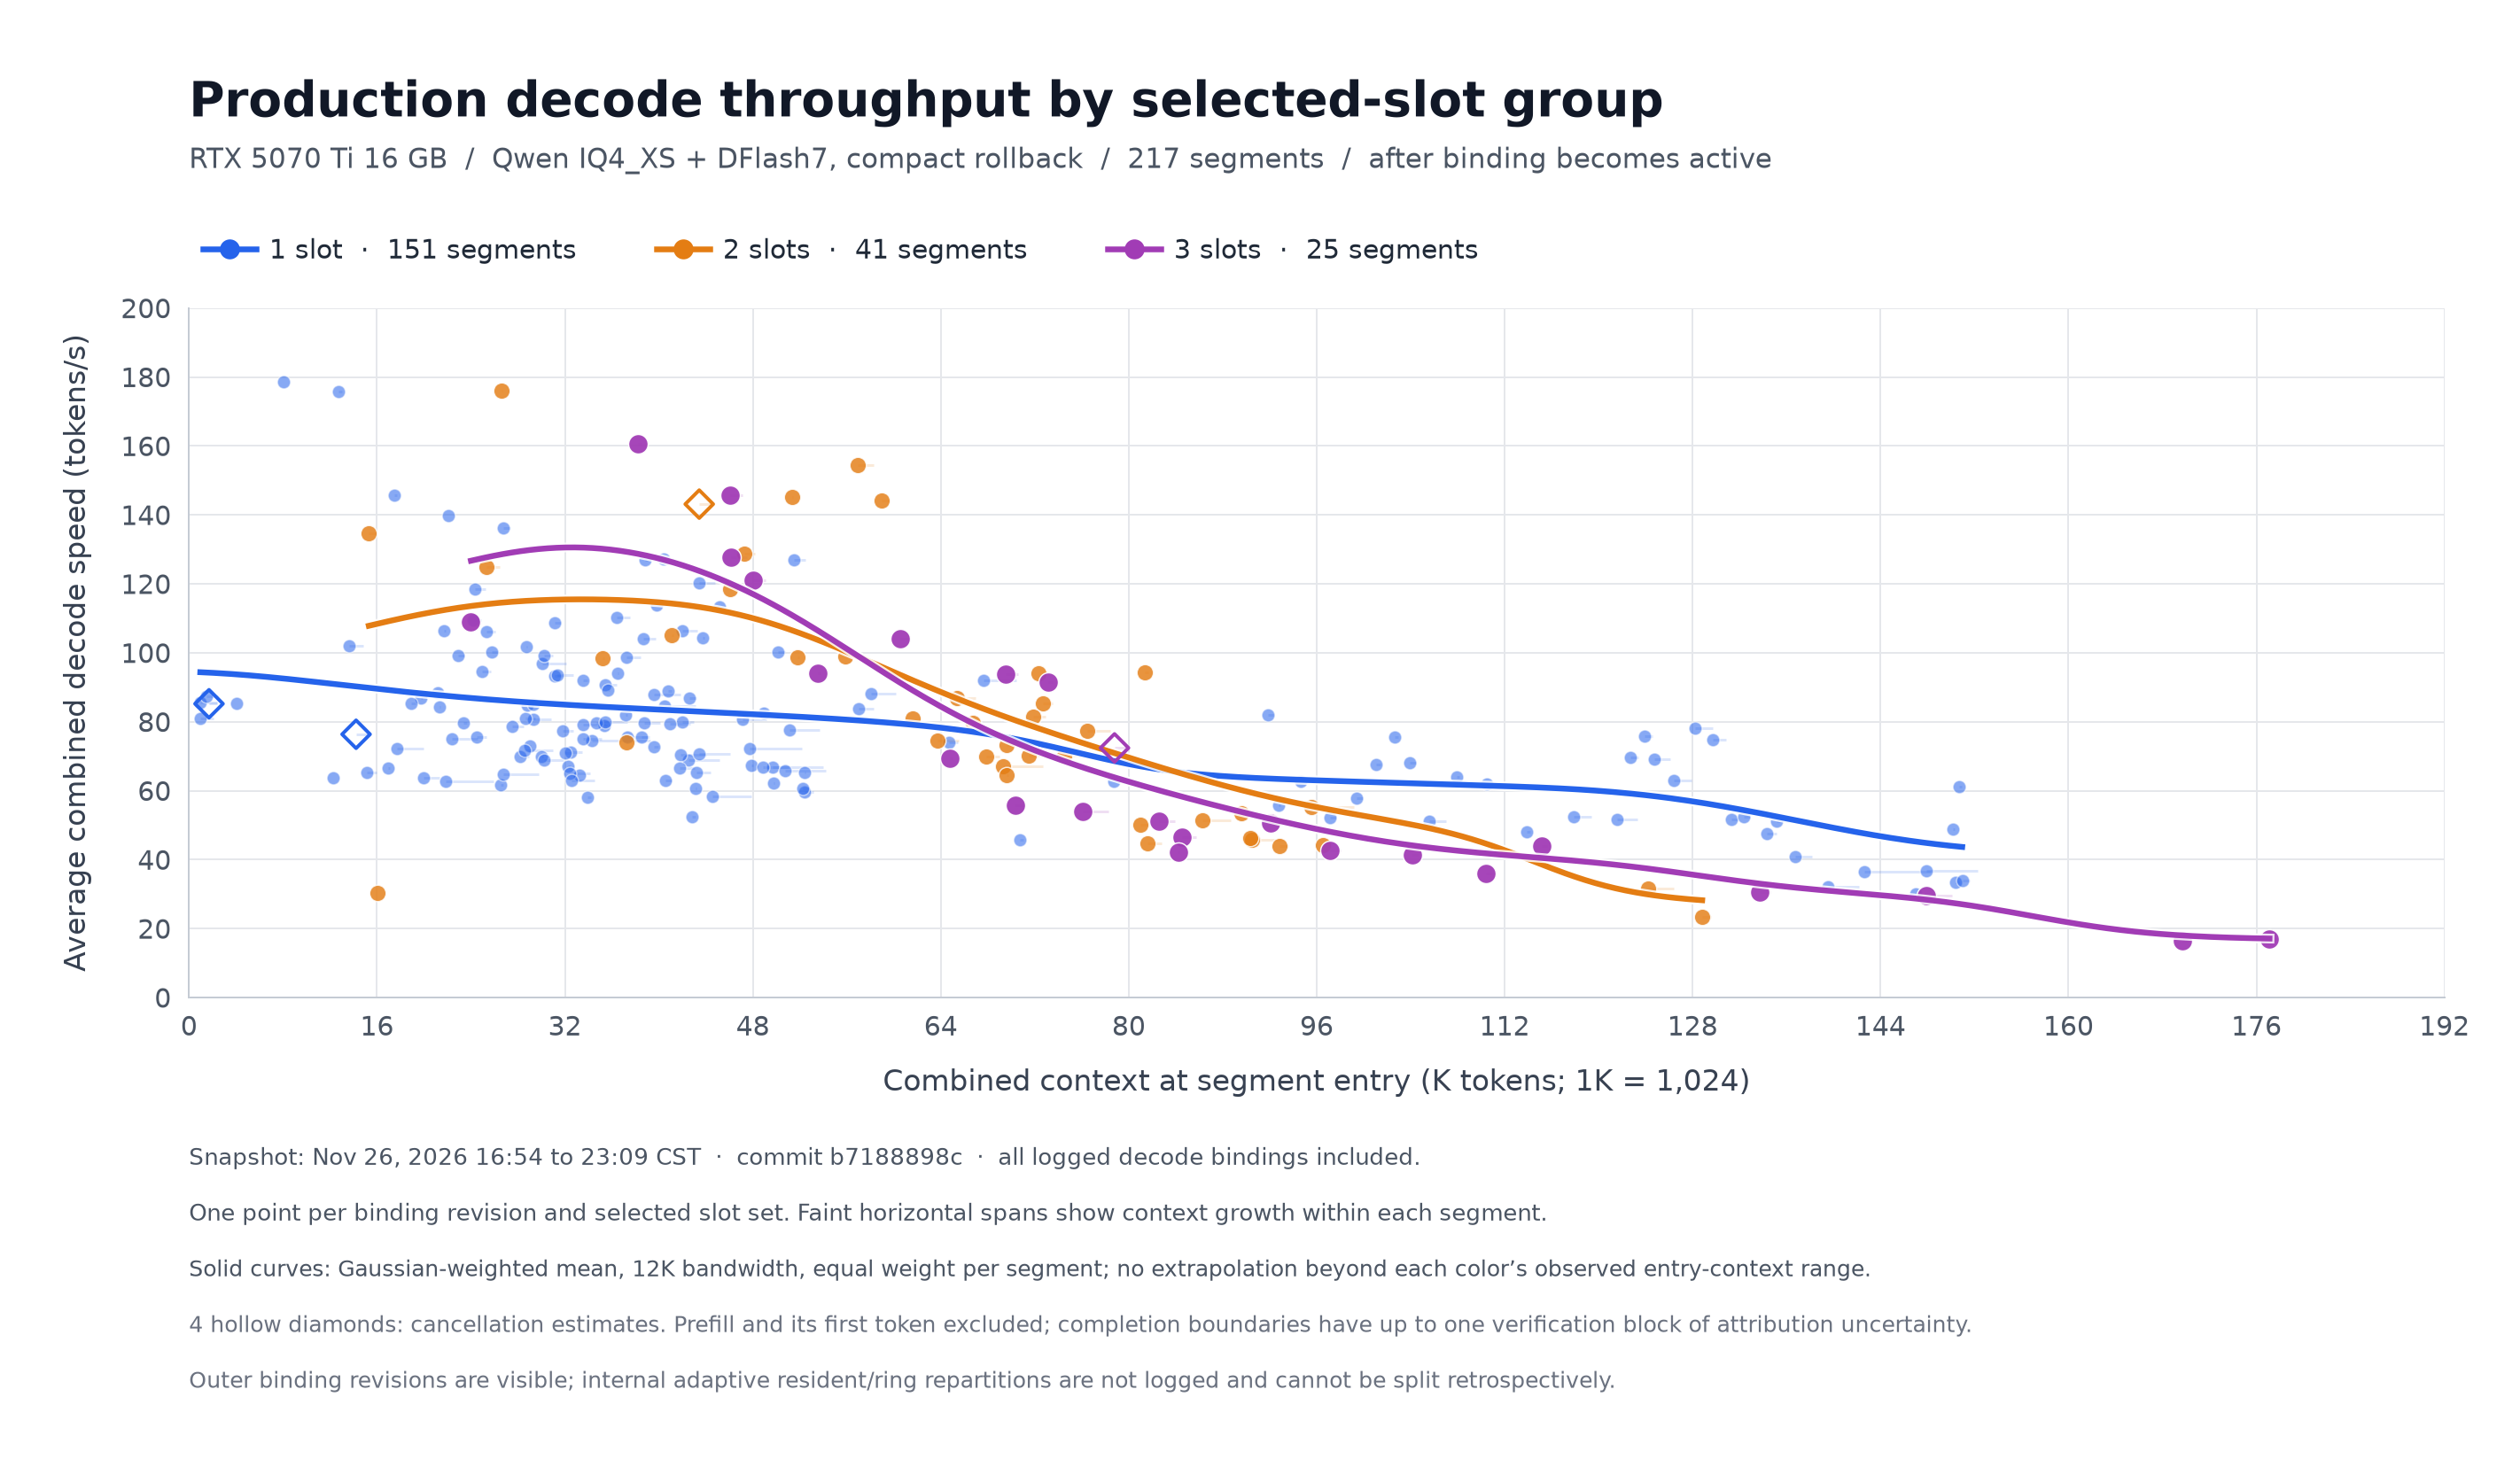 Production decode throughput by selected-slot group
RTX 5070 Ti 16 GB / Qwen IQ4_XS + DFlash7, compact rollback / 217 segments / after binding becomes active
1 slot · 151 segments
2 slots · 41 segments
3 slots · 25 segments
Average combined decode speed (tokens/s)
200
180
160
140
120
100
80
60
40
20
0
0 16 32 48 64 80 96 112 128 144 160 176 192
Combined context at segment entry (K tokens; 1K = 1,024)
Snapshot: Nov 26, 2026 16:54 to 23:09 CST · commit b7188898c · all logged decode bindings included.
One point per binding revision and selected slot set. Faint horizontal spans show context growth within each segment.
Solid curves: Gaussian-weighted mean, 12K bandwidth, equal weight per segment; no extrapolation beyond each color’s observed entry-context range.
4 hollow diamonds: cancellation estimates. Prefill and its first token excluded; completion boundaries have up to one verification block of attribution uncertainty.
Outer binding revisions are visible; internal adaptive resident/ring repartitions are not logged and cannot be split retrospectively.